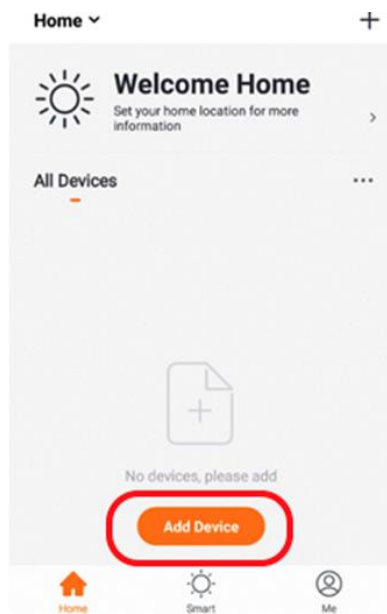 Home
Welcome Home
Set your home location for more
information
All Devices
No devices, please add
Add Device
Home
Smart
Me